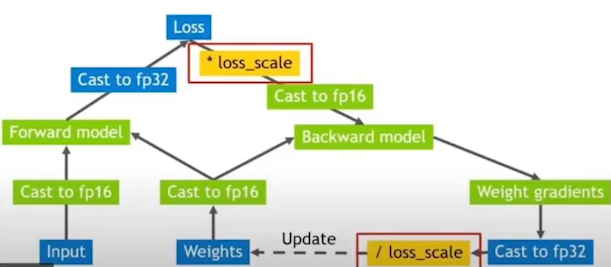 Loss
* loss_scale
Cast to fp32
Cast to fp16
Forward model
Backward model
Cast to fp16
Cast to fp16
Weight gradients
Update
Input
Weights
/ loss_scale
Cast to fp32